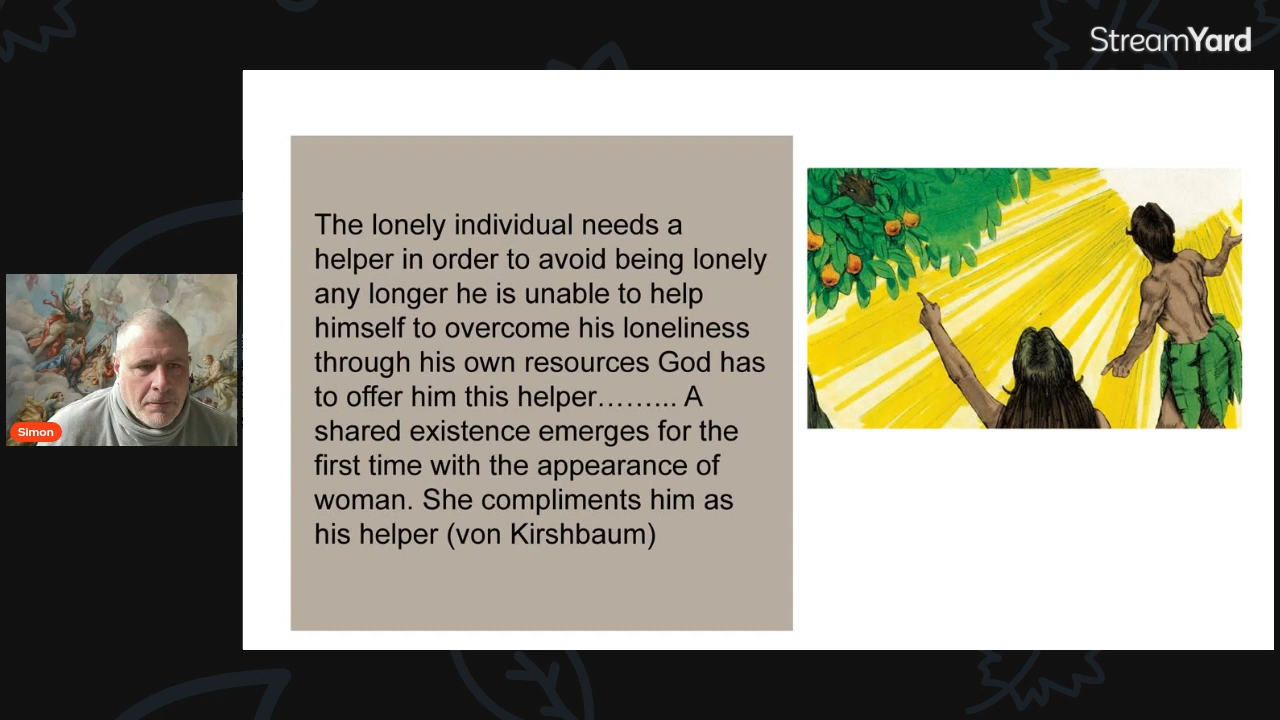 StreamYard
The lonely individual needs a
helper in order to avoid being lonely
any longer he is unable to help
himself to overcome his loneliness
through his own resources God has
to offer him this helper……... A
shared existence emerges for the
first time with the appearance of
woman. She compliments him as
his helper (von Kirshbaum)
Simon